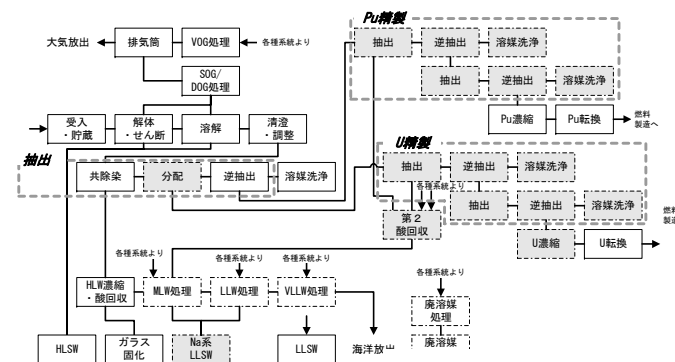 Pu精製
大気放出
排気筒
VOG処理
各種系統より
抽出
逆抽出
溶媒洗浄
SOG/
DOG処理
抽出
逆抽出
溶媒洗浄
受入
・貯蔵
解体
・せん断
溶解
清澄
・調整
Pu濃縮
Pu転換
燃料
製造へ
U精製
抽出
共除染
分配
逆抽出
溶媒洗浄
抽出
逆抽出
溶媒洗浄
各種系統より
第2
酸回収
抽出
逆抽出
溶媒洗浄
燃料
製造
U濃縮
U転換
各種系統より
各種系統より
各種系統より
各種系統より
HLW濃縮
・酸回収
MLW処理
LLW処理
VLLW処理
廃溶媒
処理
HLSW
ガラス
固化
Na系
LLSW
LLSW
海洋放出
廃溶媒